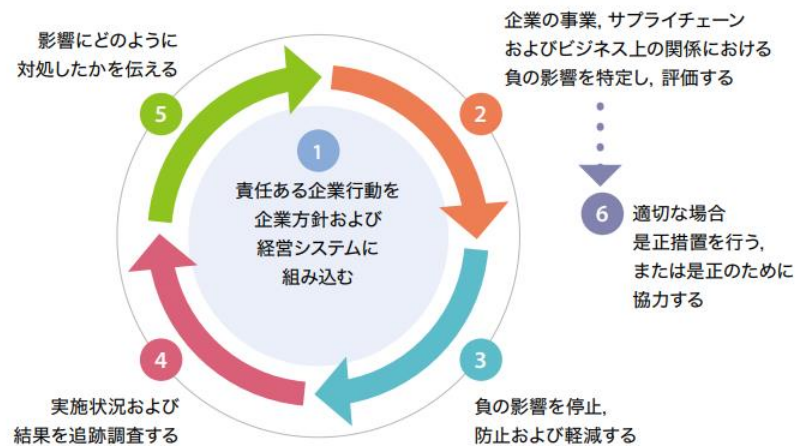 1
責任ある企業行動を
企業方針および
経営システムに
組み込む
2
企業の事業, サプライチェーン
およびビジネス上の関係における
負の影響を特定し, 評価する
3
負の影響を停止,
防止および軽減する
4
実施状況および
結果を追跡調査する
5
影響にどのように
対処したかを伝える
6
適切な場合
是正措置を行う,
または是正のために
協力する